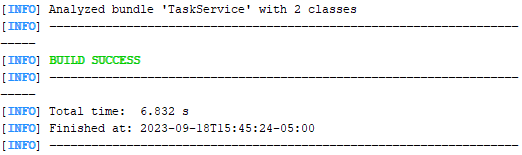 [INFO] Analyzed bundle 'TaskService' with 2 classes
[INFO] -------------------------------------------------------------------
-----
[INFO] BUILD SUCCESS
[INFO] -------------------------------------------------------------------
-----
[INFO] Total time:  6.832 s
[INFO] Finished at: 2023-09-18T15:45:24-05:00
[INFO] -------------------------------------------------------------------